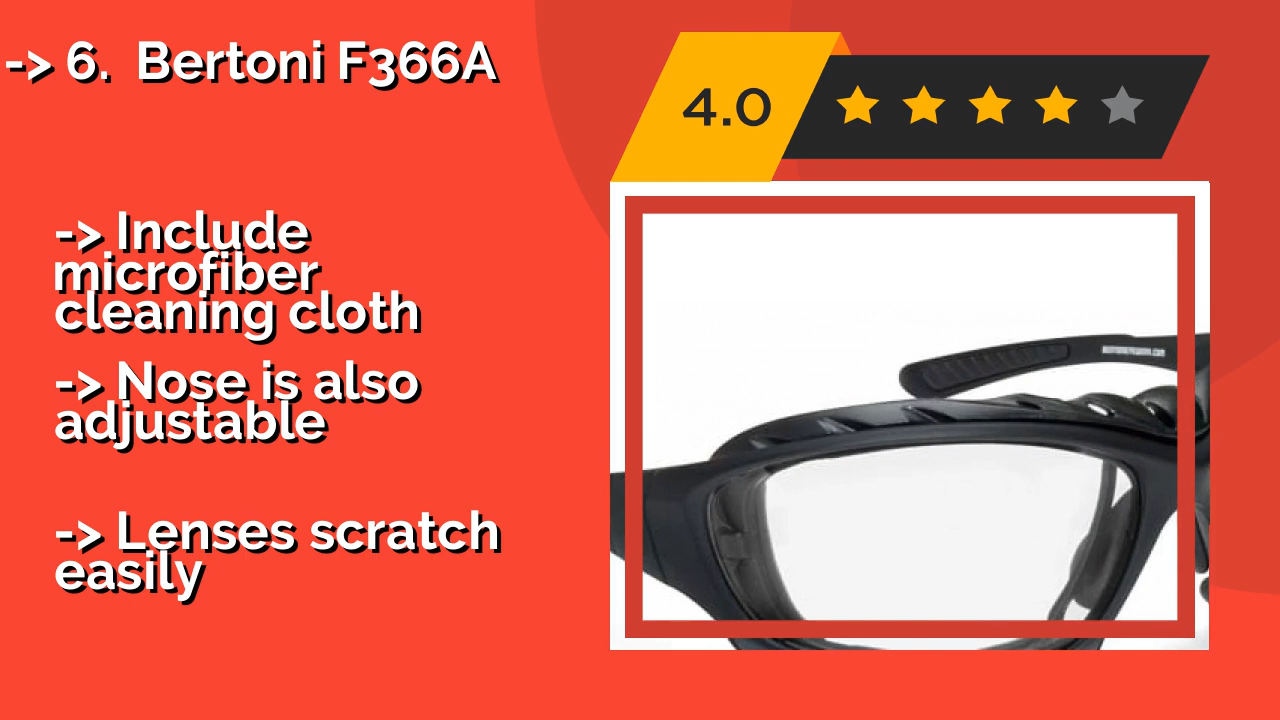 -> 6. Bertoni F366A
4.0
-> Include
microfiber
cleaning cloth
-> Nose is also
adjustable
-> Lenses scratch
easily